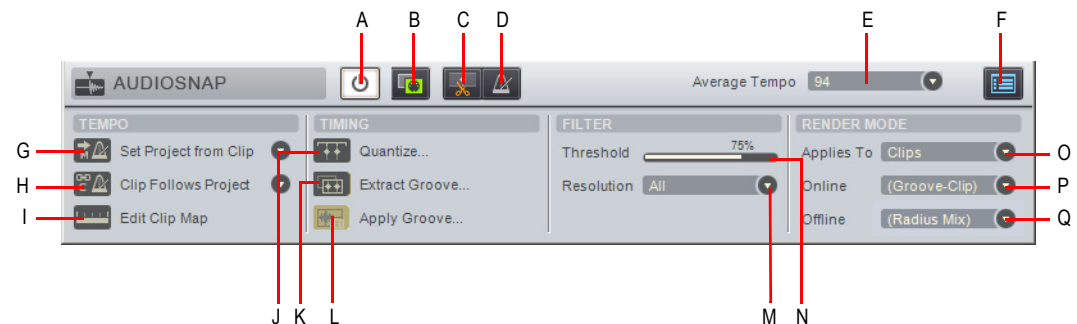 A B C D E F
AUDIOSNAP Average Tempo 94
TEMPO TIMING FILTER RENDER MODE
G Set Project from Clip Quantize... Threshold 75% Applies To Clips O
H Clip Follows Project Extract Groove... Resolution All Online (Groove-Clip) P
I Edit Clip Map Apply Groove... Offline (Radius Mix) Q
J K L M N